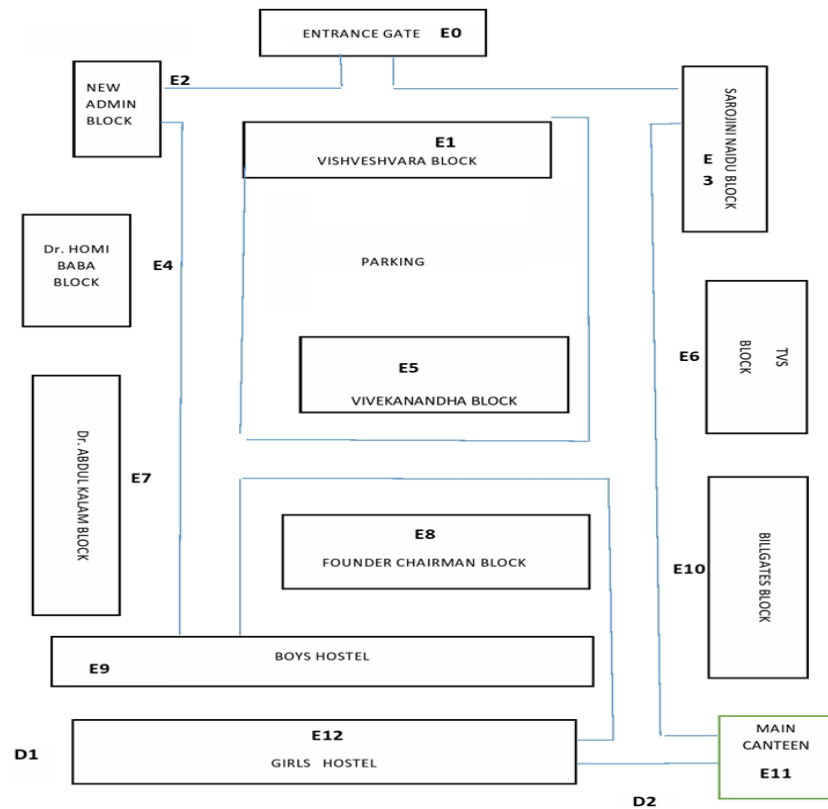 ENTRANCE GATE E0
E2
NEW
ADMIN
BLOCK
E1
VISHVESHVARA BLOCK
SAROJINI NAIDU BLOCK
E
3
Dr. HOMI
BABA
BLOCK
E4
PARKING
E5
VIVEKANANDHA BLOCK
E6
TVS
BLOCK
Dr. ABDUL KALAM BLOCK
E7
E8
FOUNDER CHAIRMAN BLOCK
E10
BILLGATES BLOCK
BOYS HOSTEL
E9
E12
GIRLS HOSTEL
D1
MAIN
CANTEEN
E11
D2